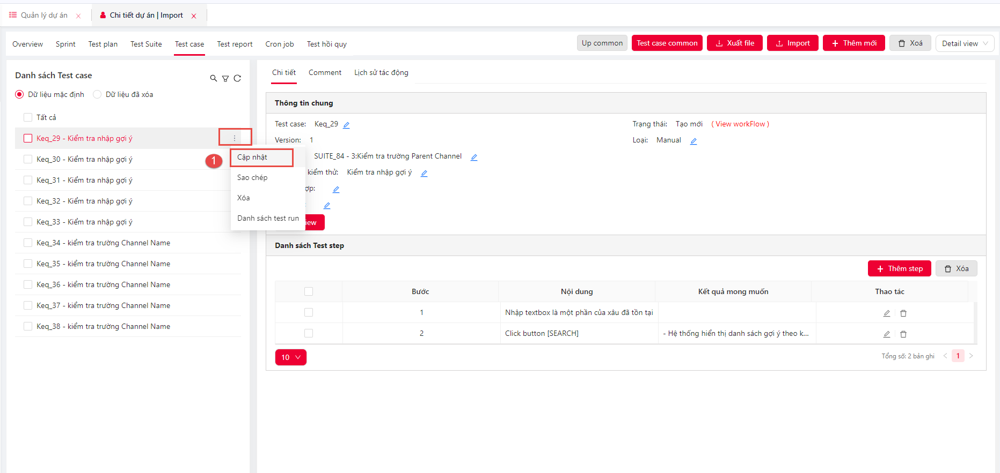 Quản lý dự án
Chi tiết dự án | Import
Overview Sprint Test plan Test Suite Test case Test report Cron job Test hồi quy
Up common Test case common Xuất file Import Thêm mới Xoá Detail view
Danh sách Test case
Dữ liệu mặc định Dữ liệu đã xóa
Tất cả
Keq_29 - Kiểm tra nhập gợi ý
Keq_30 - Kiểm tra nhập gợi ý
Keq_31 - Kiểm tra nhập gợi ý
Keq_32 - Kiểm tra nhập gợi ý
Keq_33 - Kiểm tra nhập gợi ý
Keq_34 - kiểm tra trường Channel Name
Keq_35 - kiểm tra trường Channel Name
Keq_36 - kiểm tra trường Channel Name
Keq_37 - kiểm tra trường Channel Name
Keq_38 - kiểm tra trường Channel Name
1
Cập nhật
Sao chép
Xóa
Danh sách test run
Chi tiết Comment Lịch sử tác động
Thông tin chung
Test case: Keq_29
Trạng thái: Tạo mới ( View workFlow )
Version: 1
Loại: Manual
SUITE_84 - 3:Kiểm tra trường Parent Channel
kiểm thử: Kiểm tra nhập gợi ý
Danh sách Test step
Thêm step Xóa
Bước Nội dung Kết quả mong muốn Thao tác
1 Nhập textbox là một phần của xâu đã tồn tại
2 Click button [SEARCH] - Hệ thống hiển thị danh sách gợi ý theo k...
10
Tổng số: 2 bản ghi
1